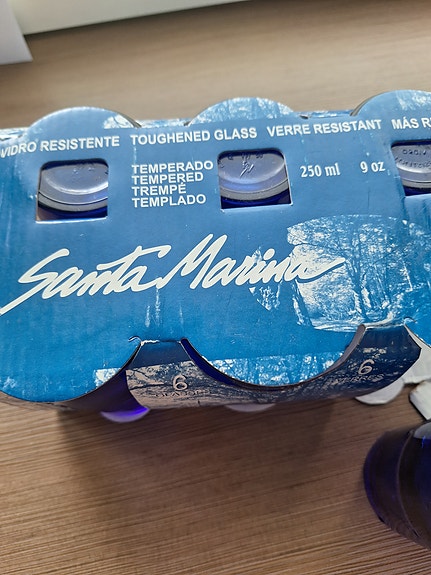 VIDRO RESISTENTE TOUGHENED GLASS VERRE RESISTANT MÁS R
TEMPERADO
TEMPERED
TREMPÉ
TEMPLADO
250 ml 9 oz
Santa Marina
6
6